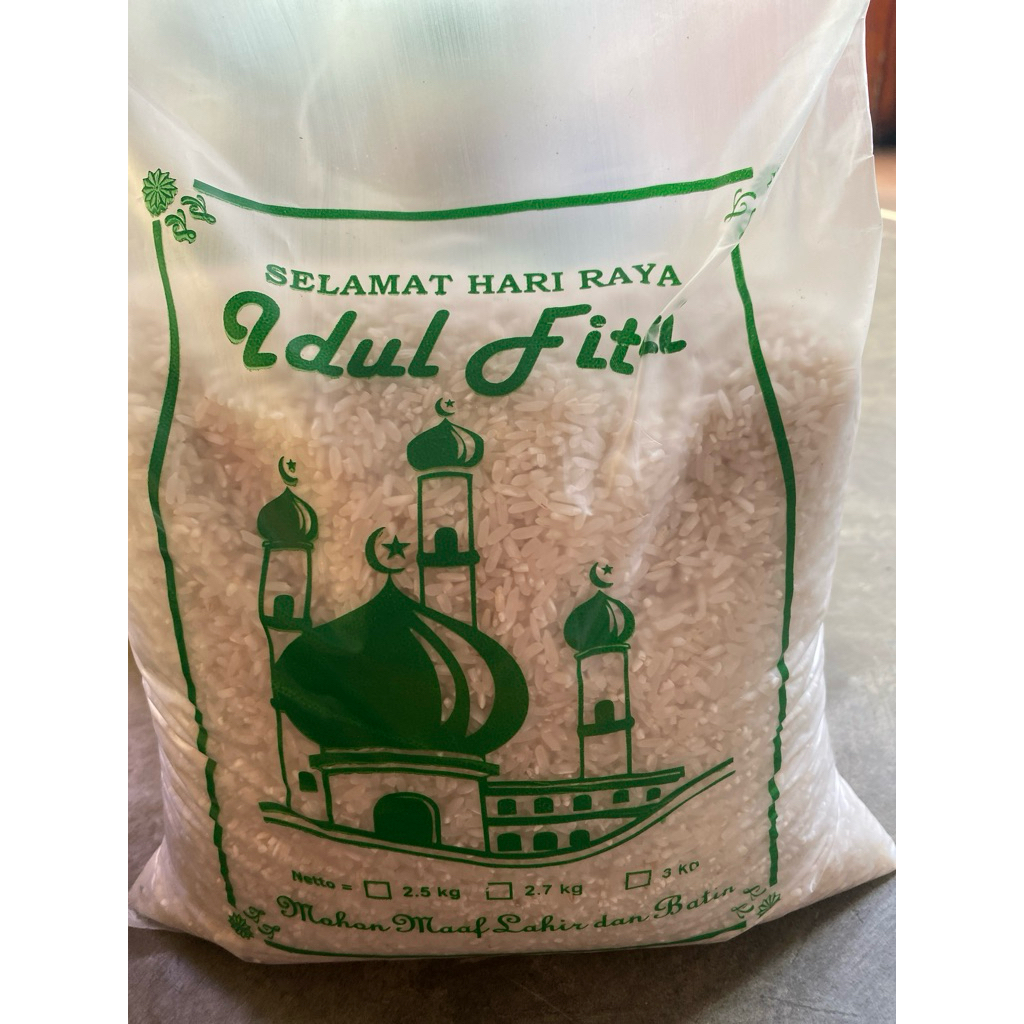 SELAMAT HARI RAYA
Idul Fitri
Netto = 2.5 kg 2.7 kg 3 KG
Mohon Maaf Lahir dan Batin